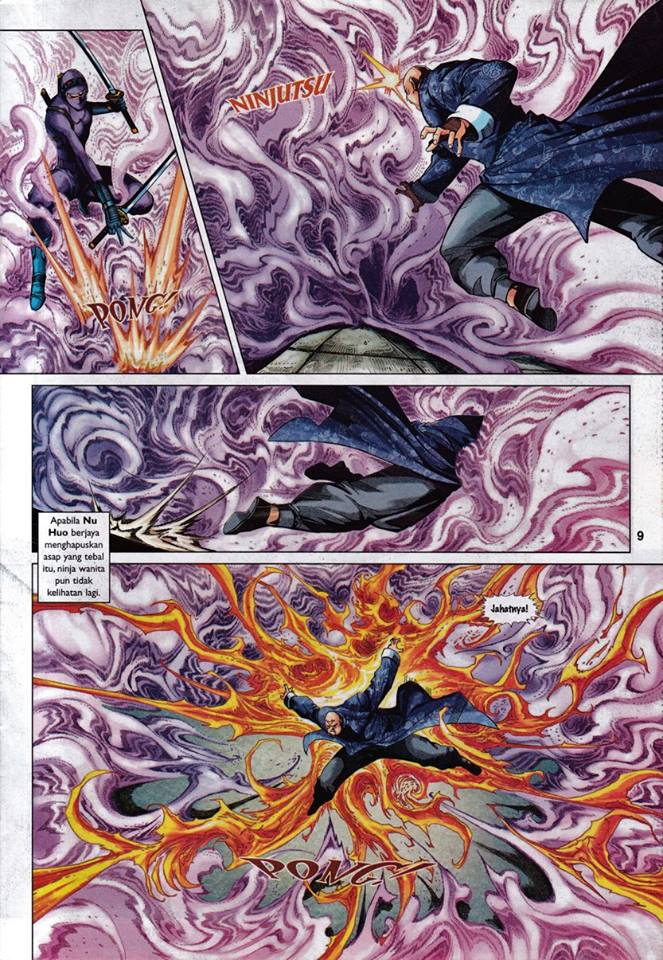 PONG!!
NINJUTSU
9
Apabila Nu
Huo berjaya
menghapuskan
asap yang tebal
itu, ninja wanita
pun tidak
kelihatan lagi.
Jahatnya!
PONG!!